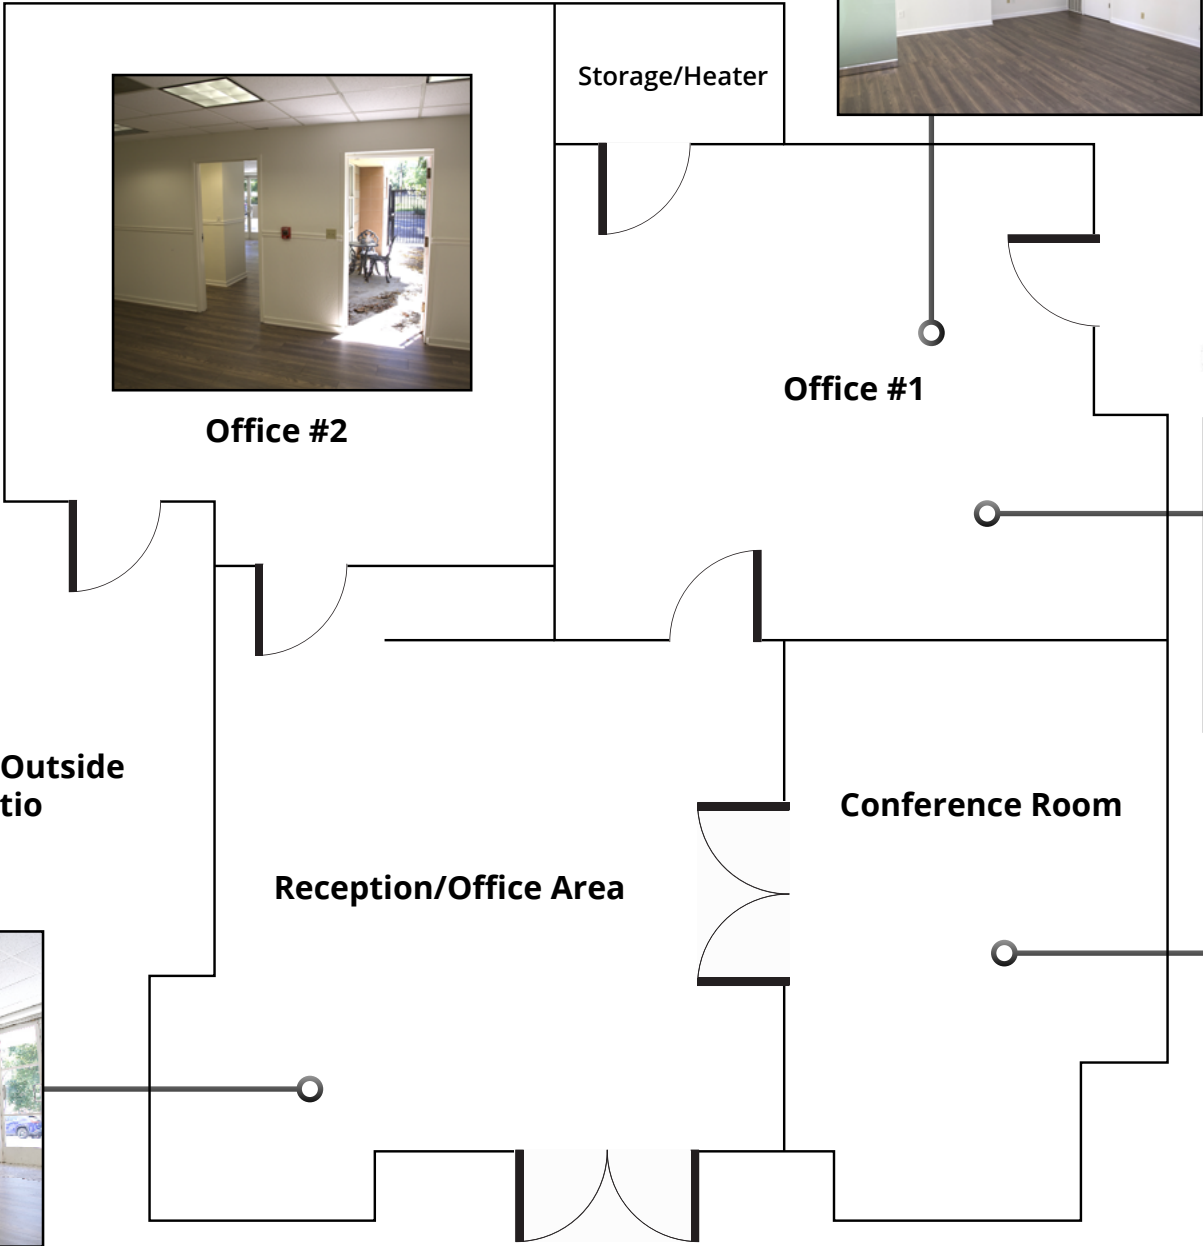 Storage/Heater
Office #1
Office #2
Outside
tio
Conference Room
Reception/Office Area